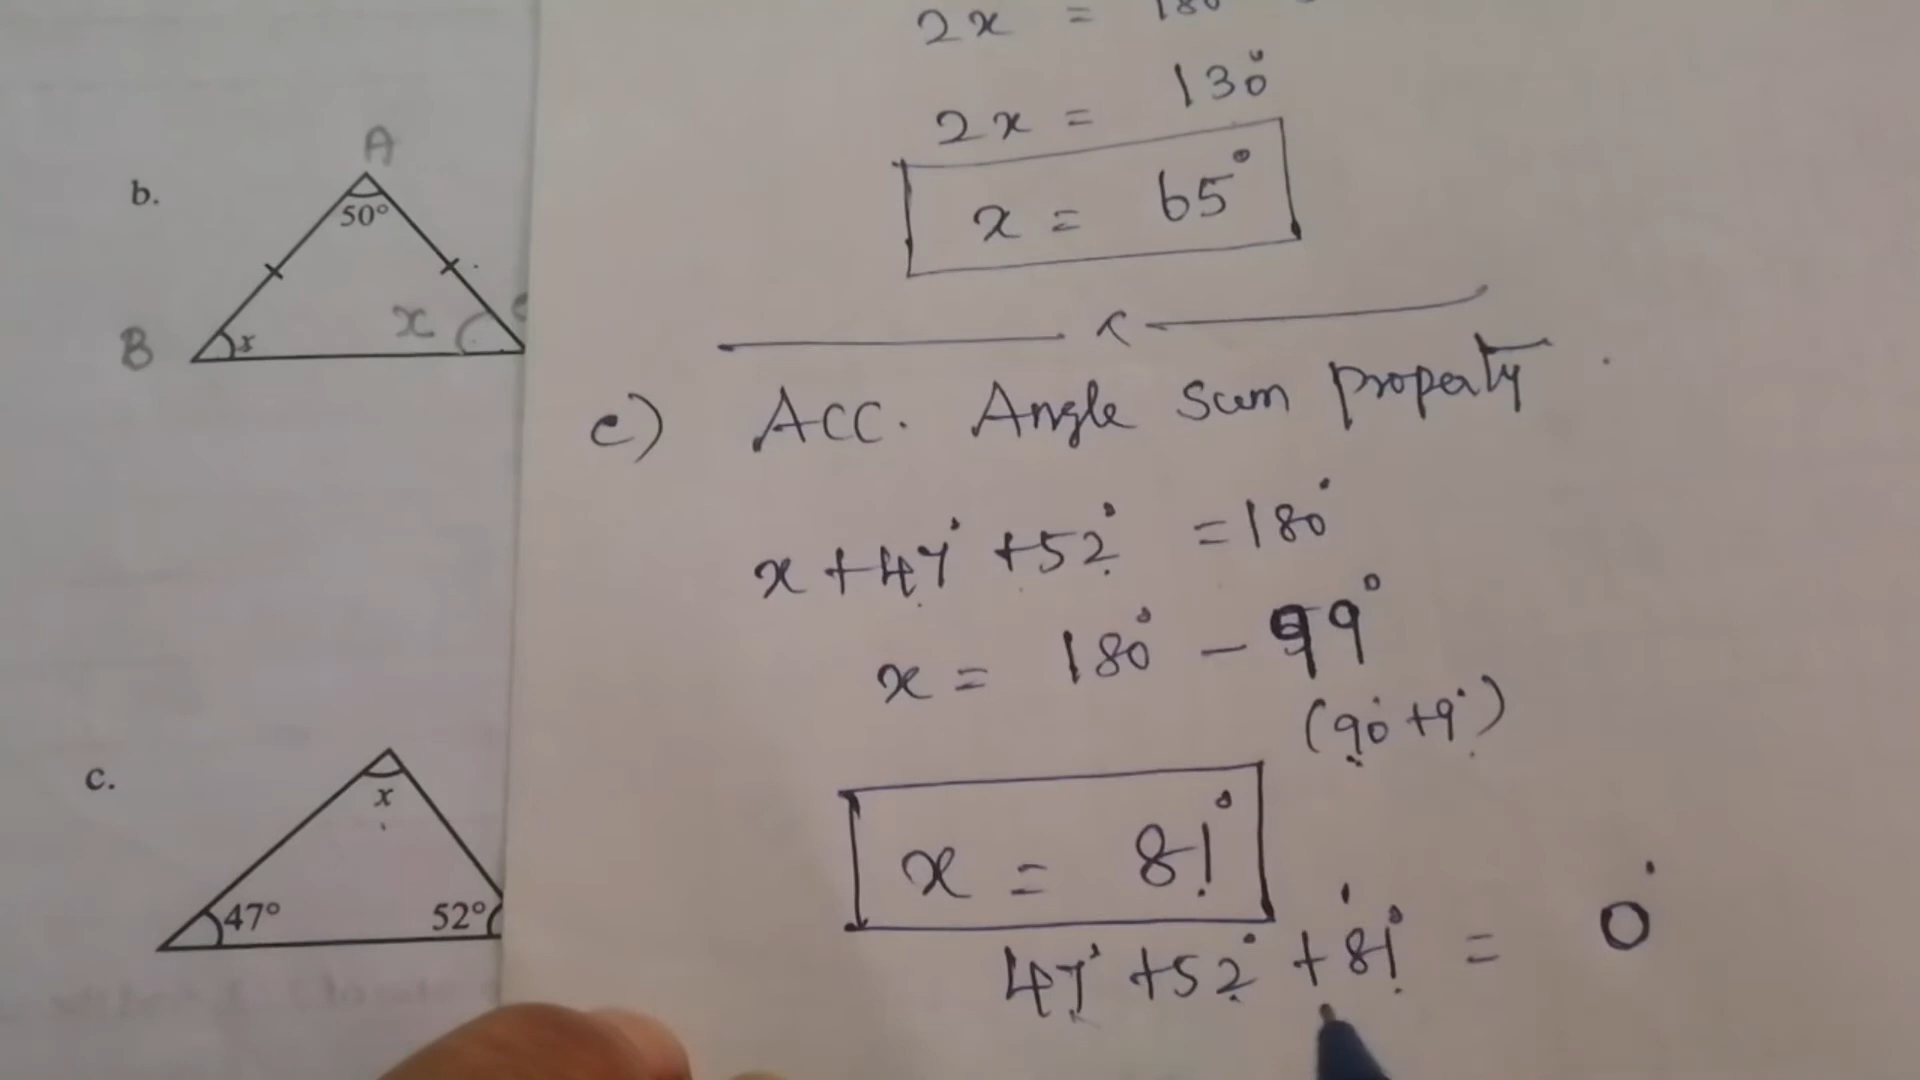 2x = 180
2x = 130°
x = 65°
b.
A
50°
B
x
x
c) Acc. Angle Sum property.
x + 47° + 52° = 180°
x = 180° - 99°
(90° + 9°)
x = 81°
47° + 52° + 81° = 0°
c.
x
47°
52°